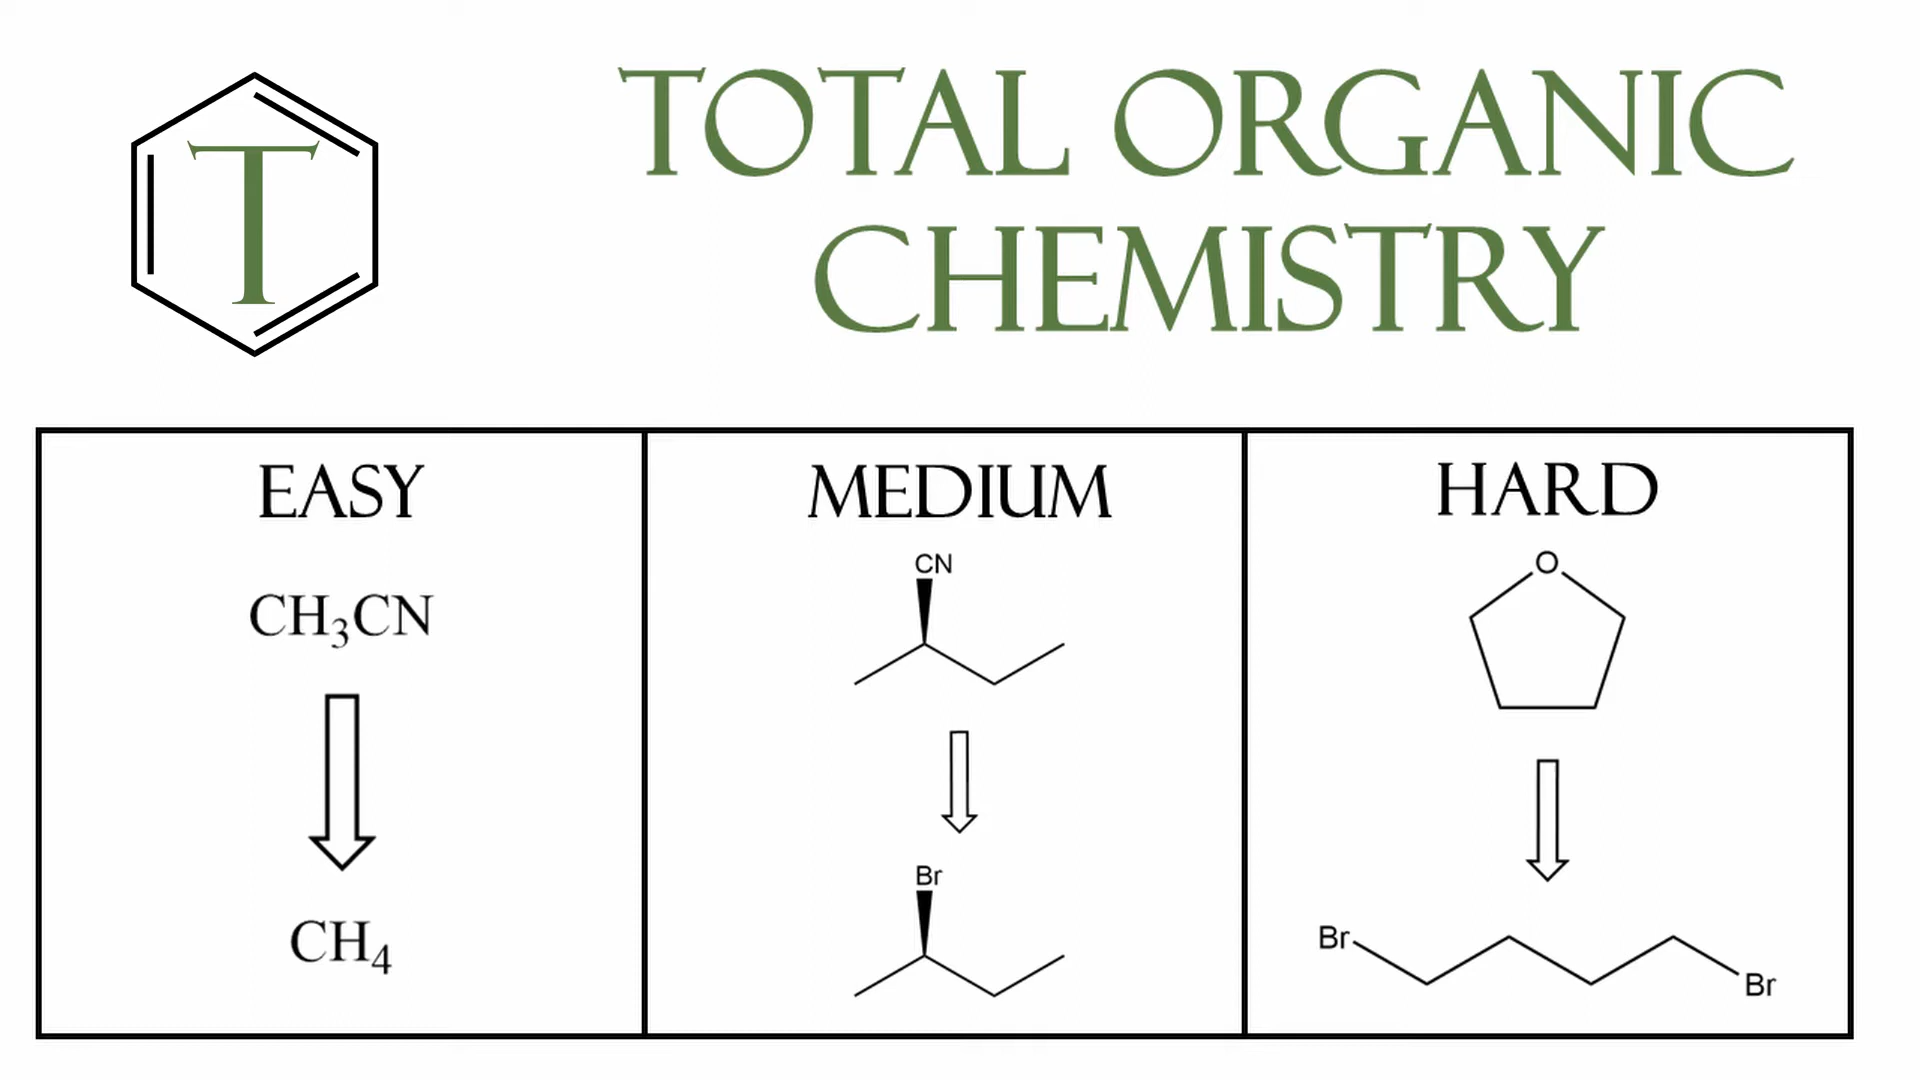 T
TOTAL ORGANIC
CHEMISTRY
EASY
CH₃CN
CH₄
MEDIUM
CN
Br
HARD
O
Br
Br